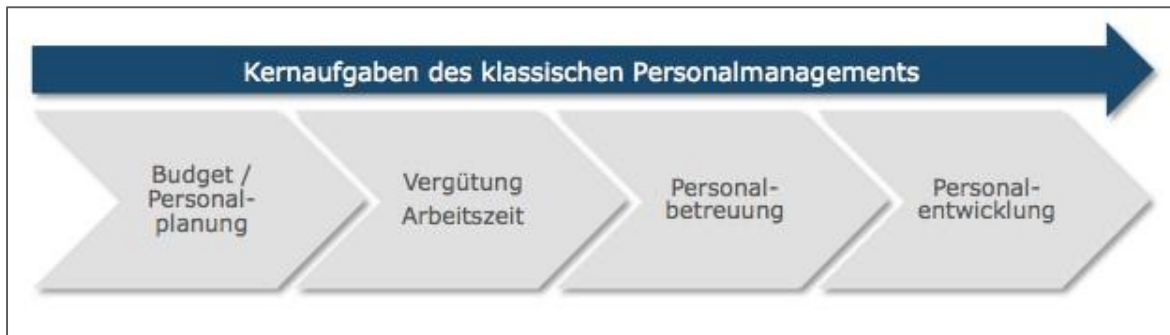 Kernaufgaben des klassischen Personalmanagements
Budget /
Personal-
planung
Vergütung
Arbeitszeit
Personal-
betreuung
Personal-
entwicklung